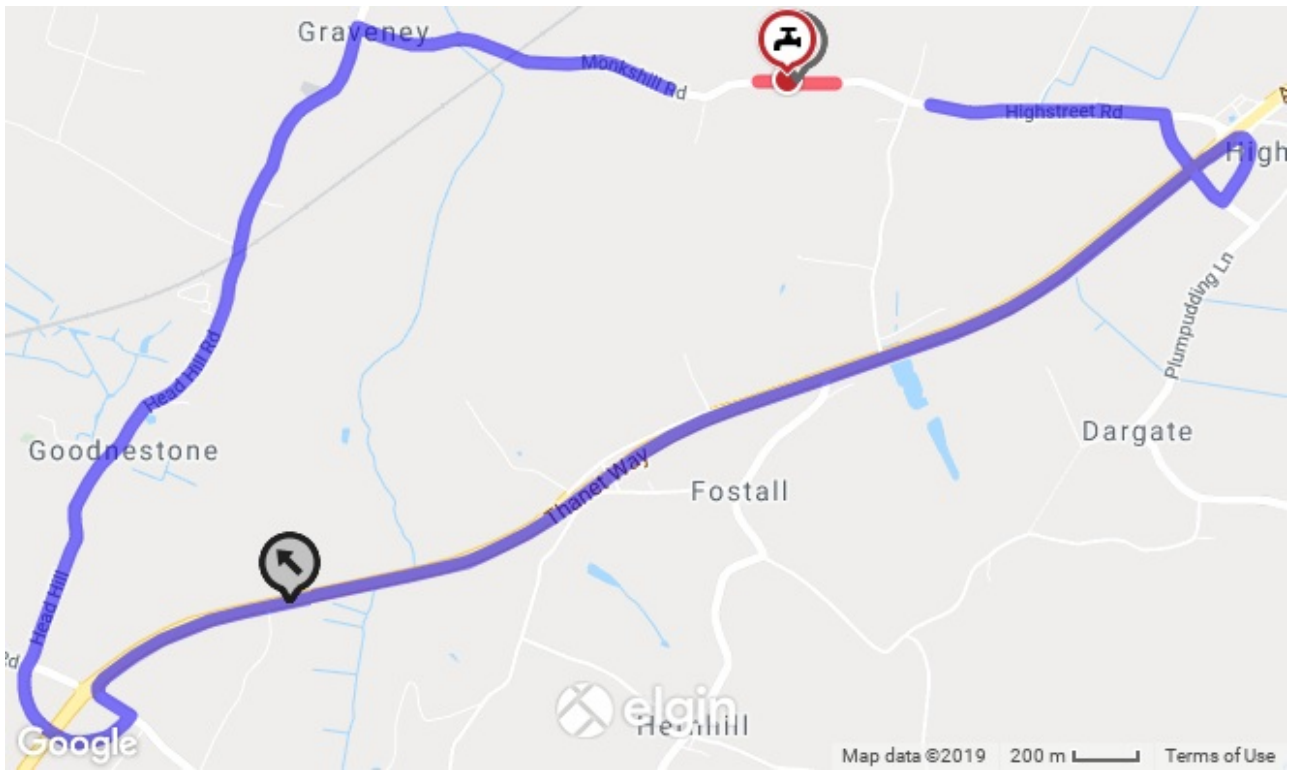 Graveney
Monkshill Rd
Highstreet Rd
High
Plumpudding Ln
Head Hill Rd
Goodnestone
Dargate
Thanet Way
Fostall
Head Hill
Rd
elgin
Hernhill
Google
Map data ©2019 200 m Terms of Use